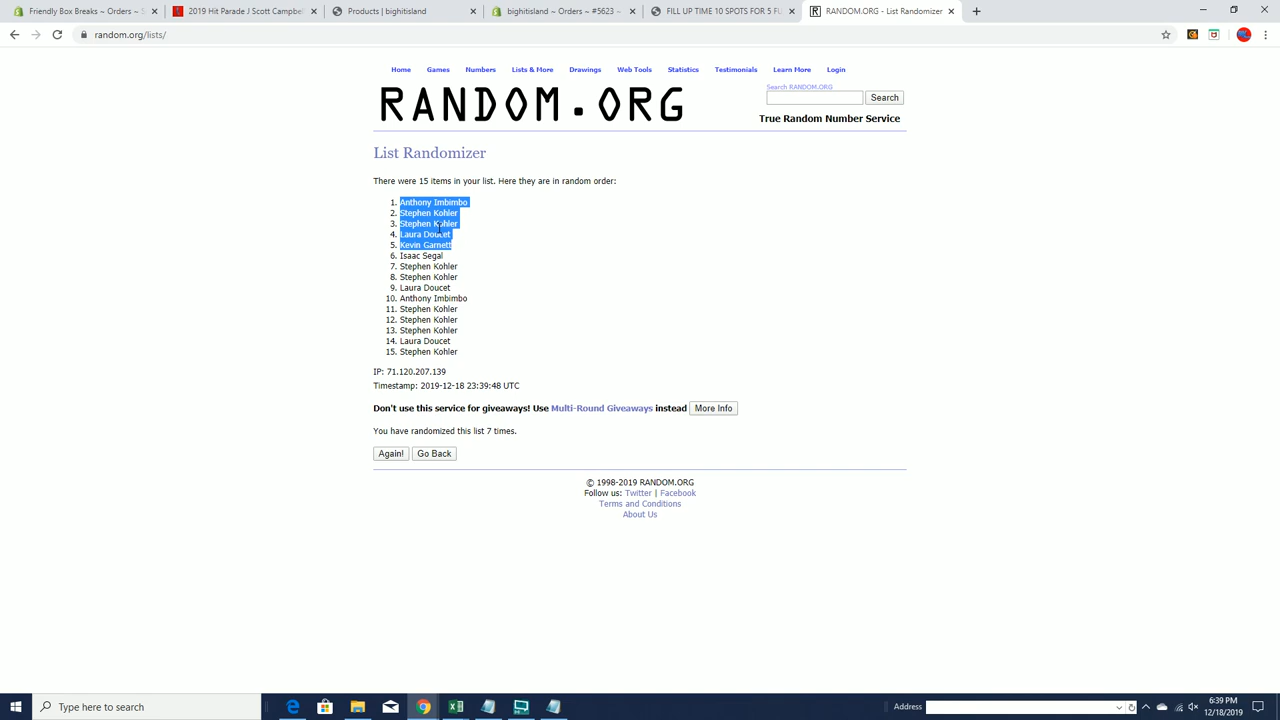 Friendly Box Breaks ~ Orders ~ S
2019 Hit Parade J Scott Campbel
Products | bighitisland
bighitisland ~ Orders ~ #5623 ~
FILL UP TIME 10 SPOTS FOR 5 FU
RANDOM.ORG - List Randomizer
random.org/lists/
Home Games Numbers Lists & More Drawings Web Tools Statistics Testimonials Learn More Login
Search RANDOM.ORG
RANDOM.ORG
Search
True Random Number Service
List Randomizer
There were 15 items in your list. Here they are in random order:
1. Anthony Imbimbo
2. Stephen Kohler
3. Stephen Kohler
4. Laura Doucet
5. Kevin Garnett
6. Isaac Segal
7. Stephen Kohler
8. Stephen Kohler
9. Laura Doucet
10. Anthony Imbimbo
11. Stephen Kohler
12. Stephen Kohler
13. Stephen Kohler
14. Laura Doucet
15. Stephen Kohler
IP: 71.120.207.139
Timestamp: 2019-12-18 23:39:48 UTC
Don't use this service for giveaways! Use Multi-Round Giveaways instead More Info
You have randomized this list 7 times.
Again! Go Back
© 1998-2019 RANDOM.ORG
Follow us: Twitter | Facebook
Terms and Conditions
About Us
Type here to search
Address
6:39 PM
12/18/2019